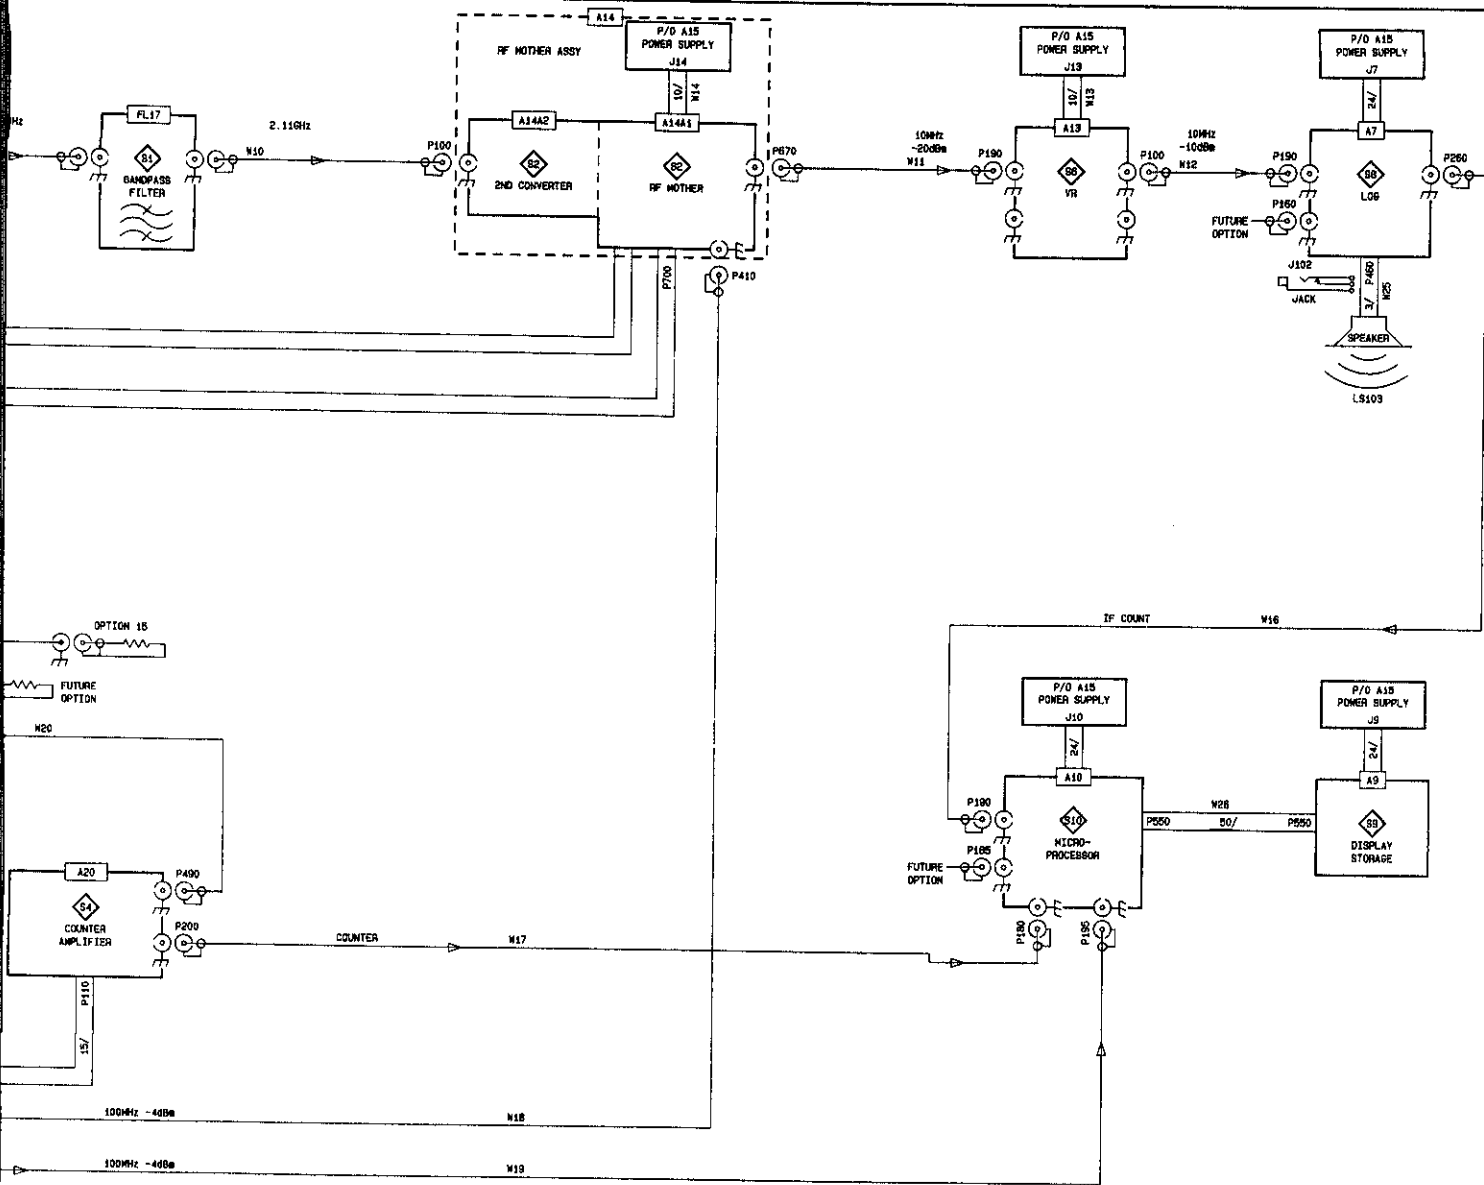 A14
RF MOTHER ASSY
P/O A15
POWER SUPPLY
J14
10/
W14
P/O A15
POWER SUPPLY
J13
10/
W13
P/O A15
POWER SUPPLY
J7
24/
Hz
FL17
S1
BANDPASS
FILTER
2.11GHz
W10
P100
A14A2
S2
2ND CONVERTER
A14A1
S2
RF MOTHER
P670
10MHz
-20dBm
W11
P190
A13
S6
VR
P100
10MHz
-10dBm
W12
P190
A7
S8
LOG
P260
P160
FUTURE
OPTION
P700
P410
J102
JACK
3/
P460
W25
SPEAKER
LS103
OPTION 15
FUTURE
OPTION
W20
IF COUNT
W16
P/O A15
POWER SUPPLY
J10
24/
P/O A15
POWER SUPPLY
J9
24/
A10
S10
MICRO-
PROCESSOR
P190
P185
FUTURE
OPTION
P180
P195
W26
P550
50/
P550
A9
S9
DISPLAY
STORAGE
A20
S4
COUNTER
AMPLIFIER
P490
P200
COUNTER
W17
P110
15/
100MHz -4dBm
W18
100MHz -4dBm
W19